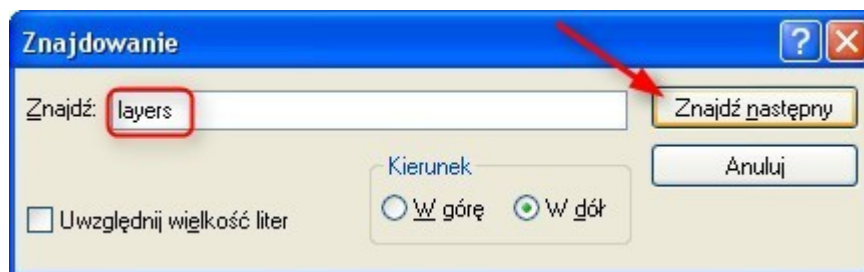 Znajdowanie
Znajdź: layers
Znajdź następny
Kierunek
Anuluj
W górę W dół
Uwzględnij wielkość liter